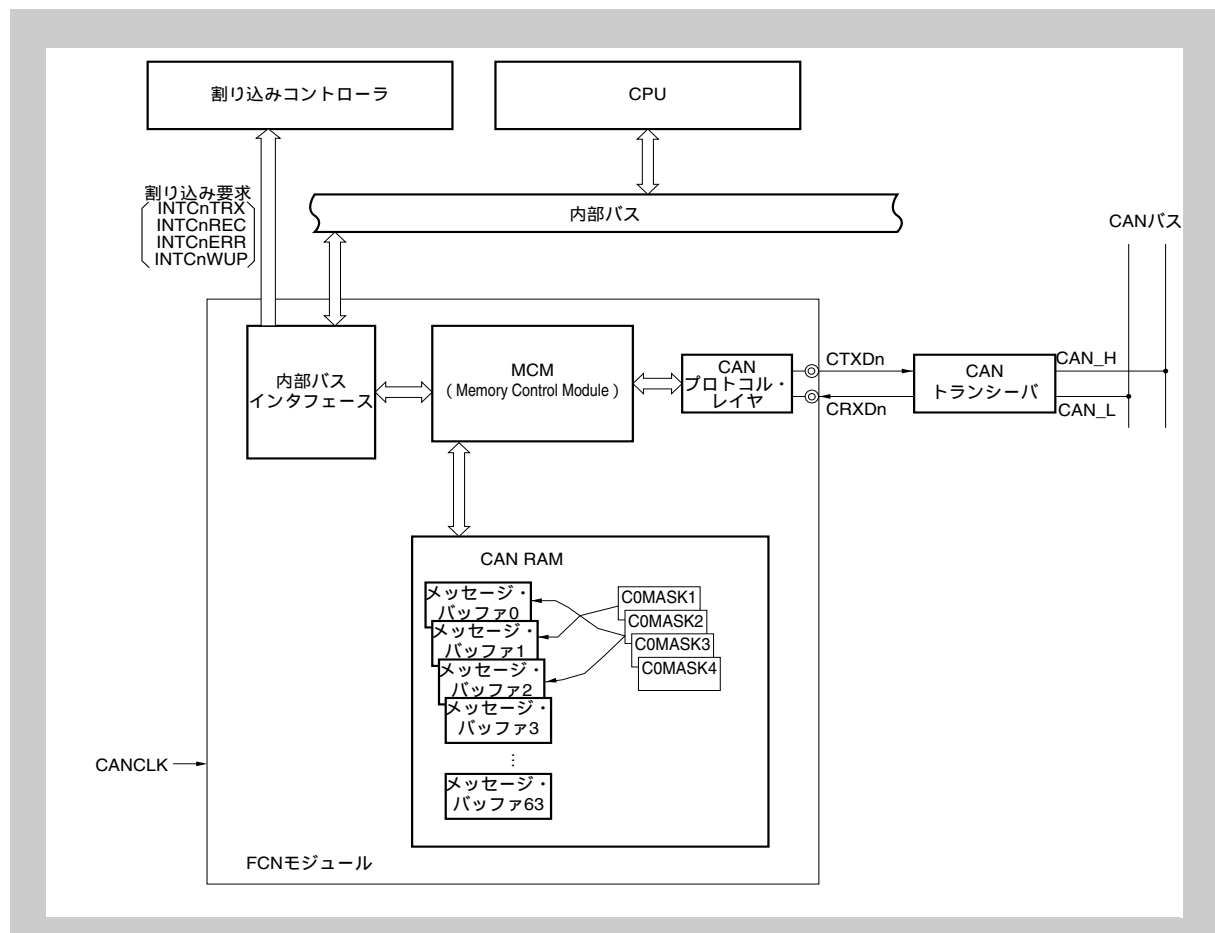 割り込みコントローラ
CPU
割り込み要求
INTCnTRX
INTCnREC
INTCnERR
INTCnWUP
内部バス
CANバス
内部バス
インタフェース
MCM
( Memory Control Module )
CAN
プロトコル・
レイヤ
CTXDn
CRXDn
CAN
トランシーバ
CAN_H
CAN_L
CAN RAM
メッセージ・
バッファ0
メッセージ・
バッファ1
メッセージ・
バッファ2
メッセージ・
バッファ3
⋮
メッセージ・
バッファ63
C0MASK1
C0MASK2
C0MASK3
C0MASK4
CANCLK
FCNモジュール